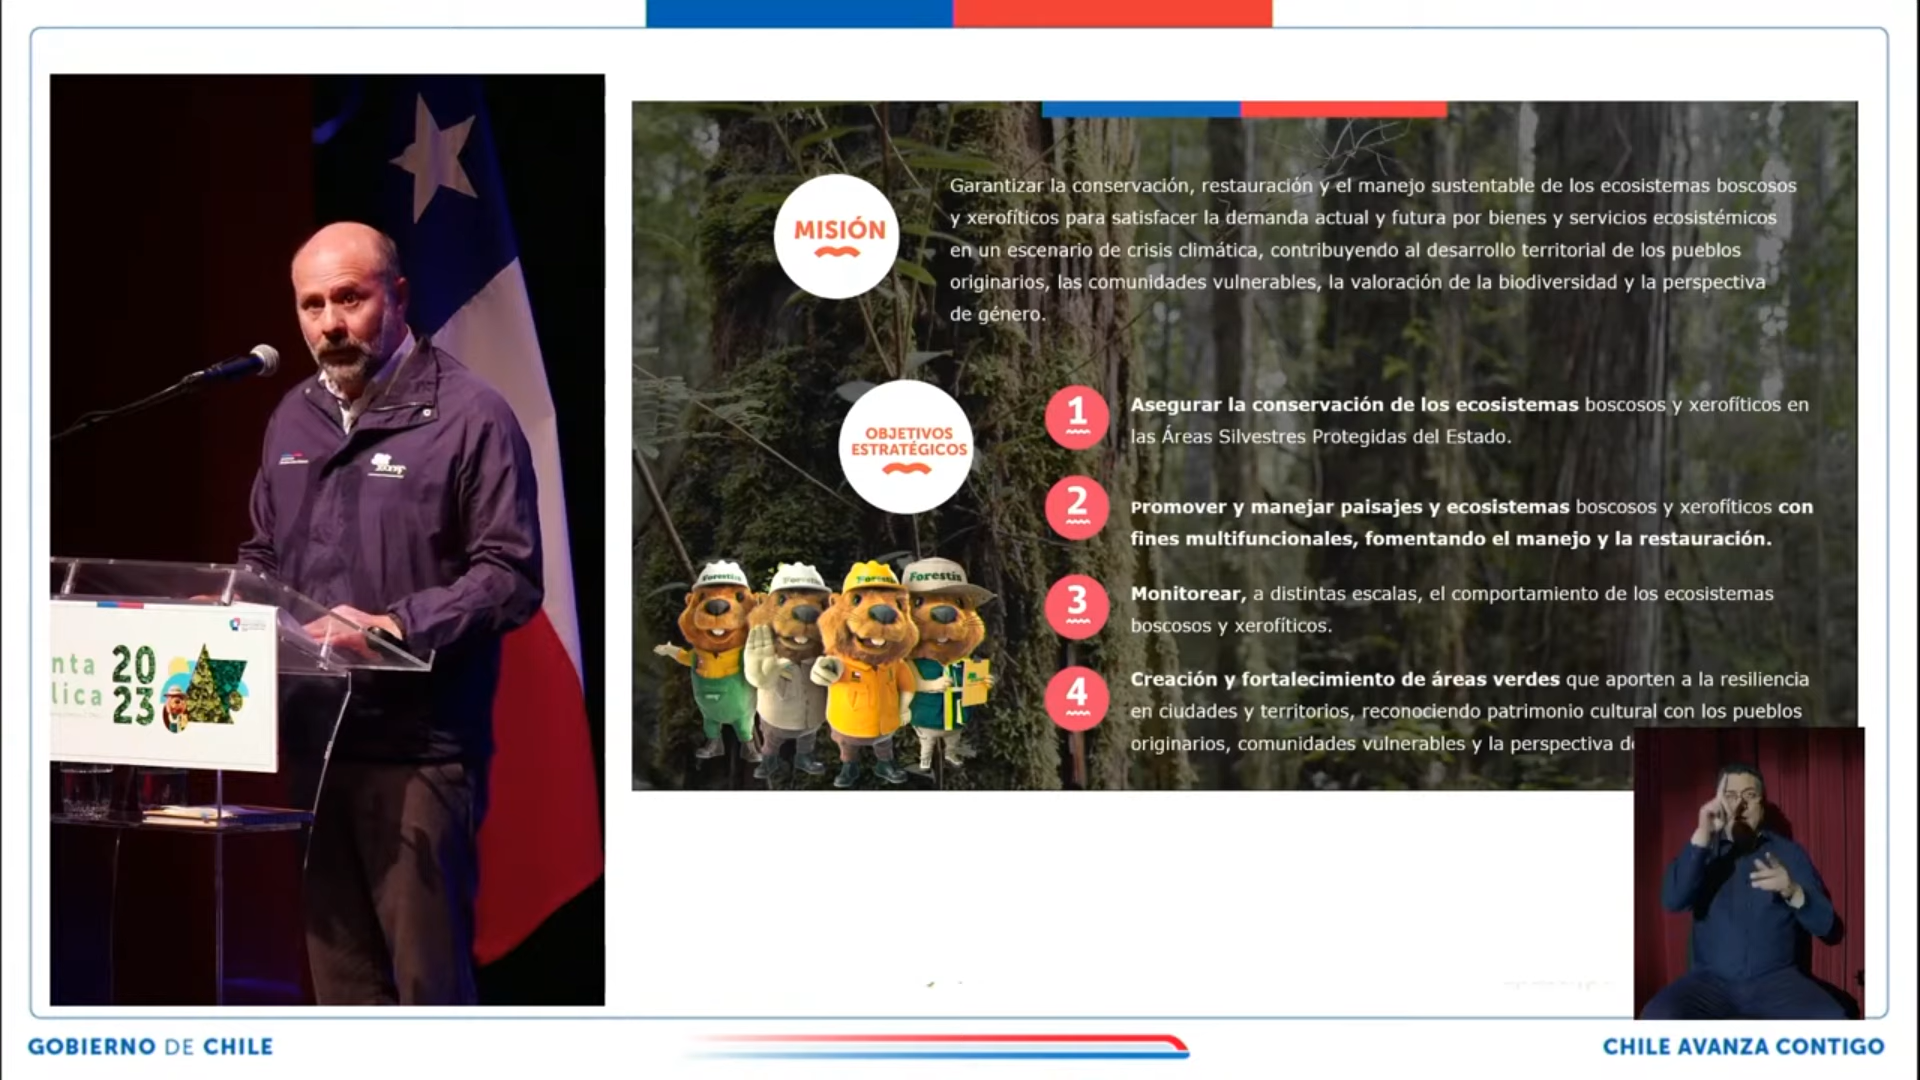 MISIÓN
Garantizar la conservación, restauración y el manejo sustentable de los ecosistemas boscosos
y xerofíticos para satisfacer la demanda actual y futura por bienes y servicios ecosistémicos
en un escenario de crisis climática, contribuyendo al desarrollo territorial de los pueblos
originarios, las comunidades vulnerables, la valoración de la biodiversidad y la perspectiva
de género.
OBJETIVOS
ESTRATÉGICOS
1
Asegurar la conservación de los ecosistemas boscosos y xerofíticos en
las Áreas Silvestres Protegidas del Estado.
2
Promover y manejar paisajes y ecosistemas boscosos y xerofíticos con
fines multifuncionales, fomentando el manejo y la restauración.
3
Monitorear, a distintas escalas, el comportamiento de los ecosistemas
boscosos y xerofíticos.
4
Creación y fortalecimiento de áreas verdes que aporten a la resiliencia
en ciudades y territorios, reconociendo patrimonio cultural con los pueblos
originarios, comunidades vulnerables y la perspectiva
Forestín
Forestín
Forestín
Forestín
nta
lica
20
23
GOBIERNO DE CHILE
CHILE AVANZA CONTIGO